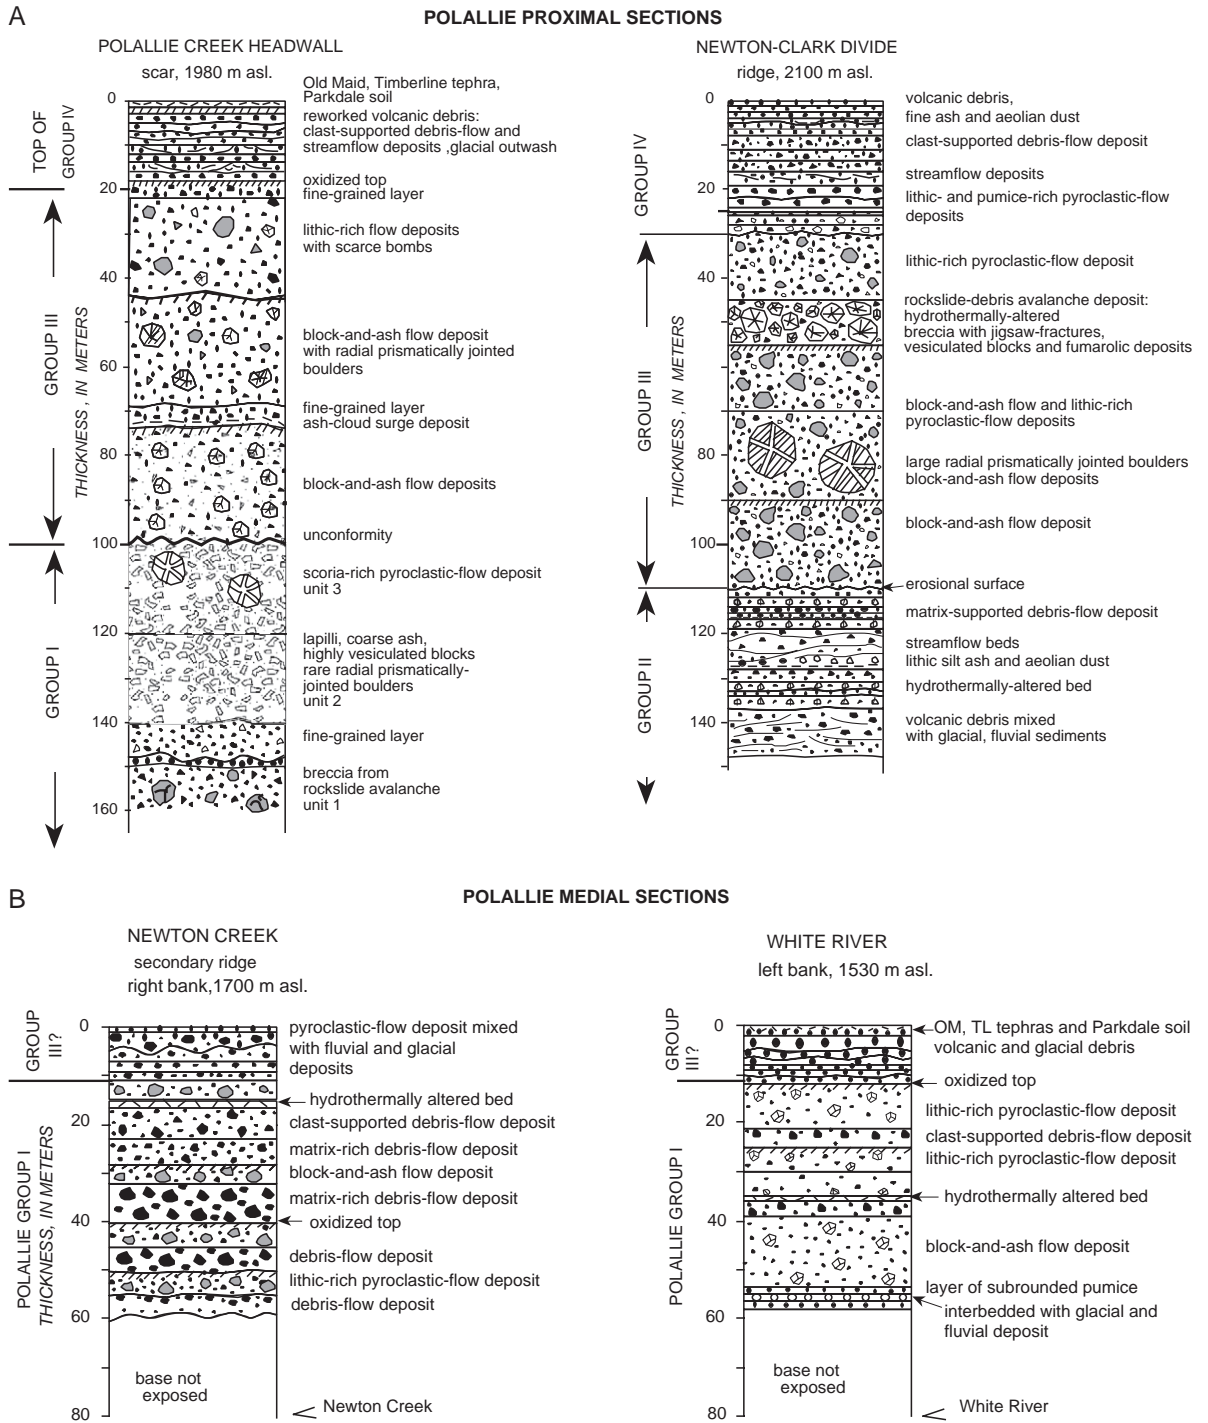 A
POLALLIE PROXIMAL SECTIONS
POLALLIE CREEK HEADWALL
scar, 1980 m asl.
TOP OF
GROUP IV
GROUP III
GROUP I
THICKNESS , IN METERS
0
20
40
60
80
100
120
140
160
Old Maid, Timberline tephra,
Parkdale soil
reworked volcanic debris:
clast-supported debris-flow and
streamflow deposits ,glacial outwash
oxidized top
fine-grained layer
lithic-rich flow deposits
with scarce bombs
block-and-ash flow deposit
with radial prismatically jointed
boulders
fine-grained layer
ash-cloud surge deposit
block-and-ash flow deposits
unconformity
scoria-rich pyroclastic-flow deposit
unit 3
lapilli, coarse ash,
highly vesiculated blocks
rare radial prismatically-
jointed boulders
unit 2
fine-grained layer
breccia from
rockslide avalanche
unit 1
NEWTON-CLARK DIVIDE
ridge, 2100 m asl.
GROUP IV
GROUP III
GROUP II
THICKNESS , IN METERS
0
20
40
80
100
120
140
volcanic debris,
fine ash and aeolian dust
clast-supported debris-flow deposit
streamflow deposits
lithic- and pumice-rich pyroclastic-flow
deposits
lithic-rich pyroclastic-flow deposit
rockslide-debris avalanche deposit:
hydrothermally-altered
breccia with jigsaw-fractures,
vesiculated blocks and fumarolic deposits
block-and-ash flow and lithic-rich
pyroclastic-flow deposits
large radial prismatically jointed boulders
block-and-ash flow deposits
block-and-ash flow deposit
erosional surface
matrix-supported debris-flow deposit
streamflow beds
lithic silt ash and aeolian dust
hydrothermally-altered bed
volcanic debris mixed
with glacial, fluvial sediments
B
POLALLIE MEDIAL SECTIONS
NEWTON CREEK
secondary ridge
right bank,1700 m asl.
GROUP
III?
POLALLIE GROUP I
THICKNESS, IN METERS
0
20
40
60
80
pyroclastic-flow deposit mixed
with fluvial and glacial
deposits
hydrothermally altered bed
clast-supported debris-flow deposit
matrix-rich debris-flow deposit
block-and-ash flow deposit
matrix-rich debris-flow deposit
oxidized top
debris-flow deposit
lithic-rich pyroclastic-flow deposit
debris-flow deposit
base not
exposed
Newton Creek
WHITE RIVER
left bank, 1530 m asl.
GROUP
III?
POLALLIE GROUP I
0
20
40
60
80
OM, TL tephras and Parkdale soil
volcanic and glacial debris
oxidized top
lithic-rich pyroclastic-flow deposit
clast-supported debris-flow deposit
lithic-rich pyroclastic-flow deposit
hydrothermally altered bed
block-and-ash flow deposit
layer of subrounded pumice
interbedded with glacial and
fluvial deposit
base not
exposed
White River